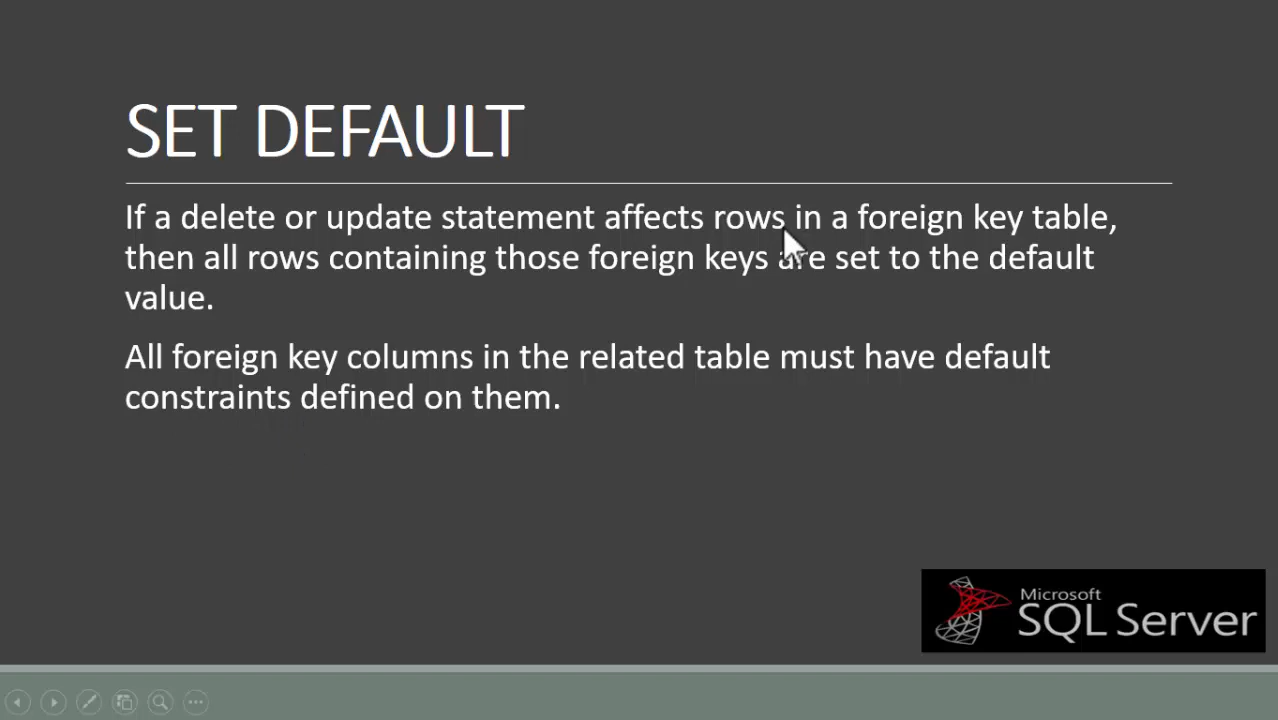 SET DEFAULT
If a delete or update statement affects rows in a foreign key table,
then all rows containing those foreign keys are set to the default
value.
All foreign key columns in the related table must have default
constraints defined on them.
Microsoft
SQL Server